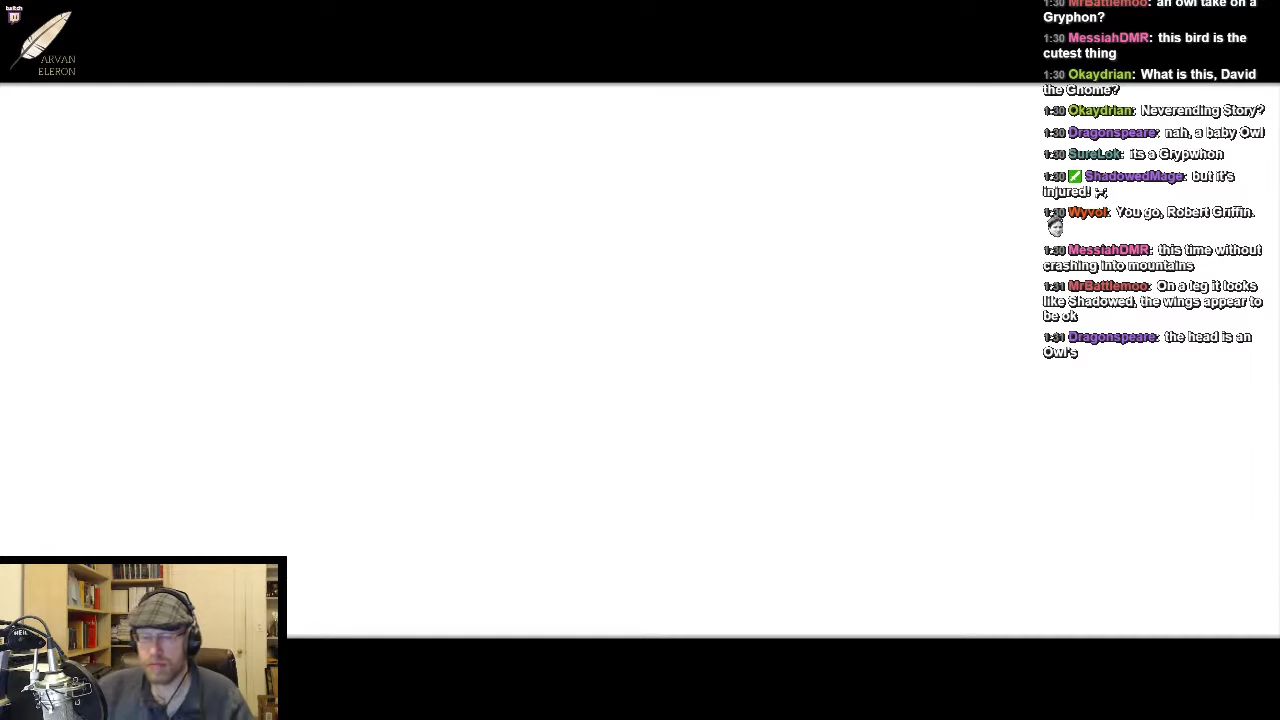 twitch
ARVAN
ELERON
1:30 MrBattlemoo: an owl take on a
Gryphon?
1:30 MessiahDMR: this bird is the
cutest thing
1:30 Okaydrian: What is this, David
the Gnome?
1:30 Okaydrian: Neverending Story?
1:30 Dragonspeare: nah, a baby Owl
1:30 SureLok: its a Grypwhon
1:30 ShadowedMage: but it's
injured! ;-;
1:30 Wyvol: You go, Robert Griffin.
1:30 MessiahDMR: this time without
crashing into mountains
1:31 MrBattlemoo: On a leg it looks
like Shadowed, the wings appear to
be ok
1:31 Dragonspeare: the head is an
Owl's
HEIL